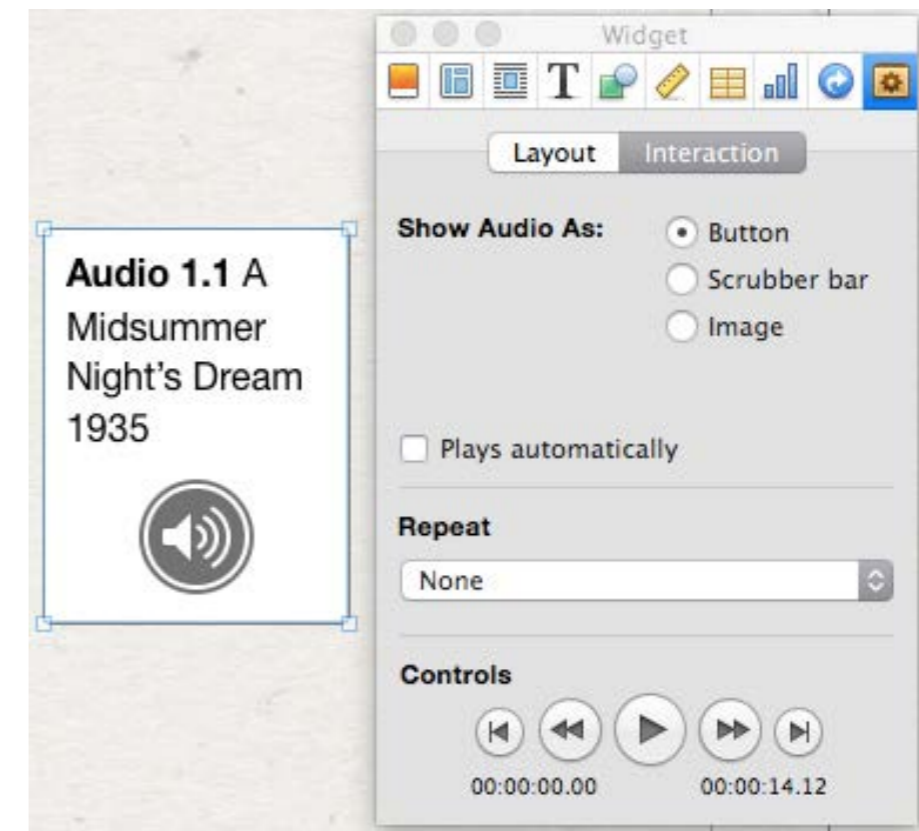 Audio 1.1 A
Midsummer
Night's Dream
1935
Widget
T
Layout Interaction
Show Audio As:
Button
Scrubber bar
Image
Plays automatically
Repeat
None
Controls
00:00:00.00 00:00:14.12